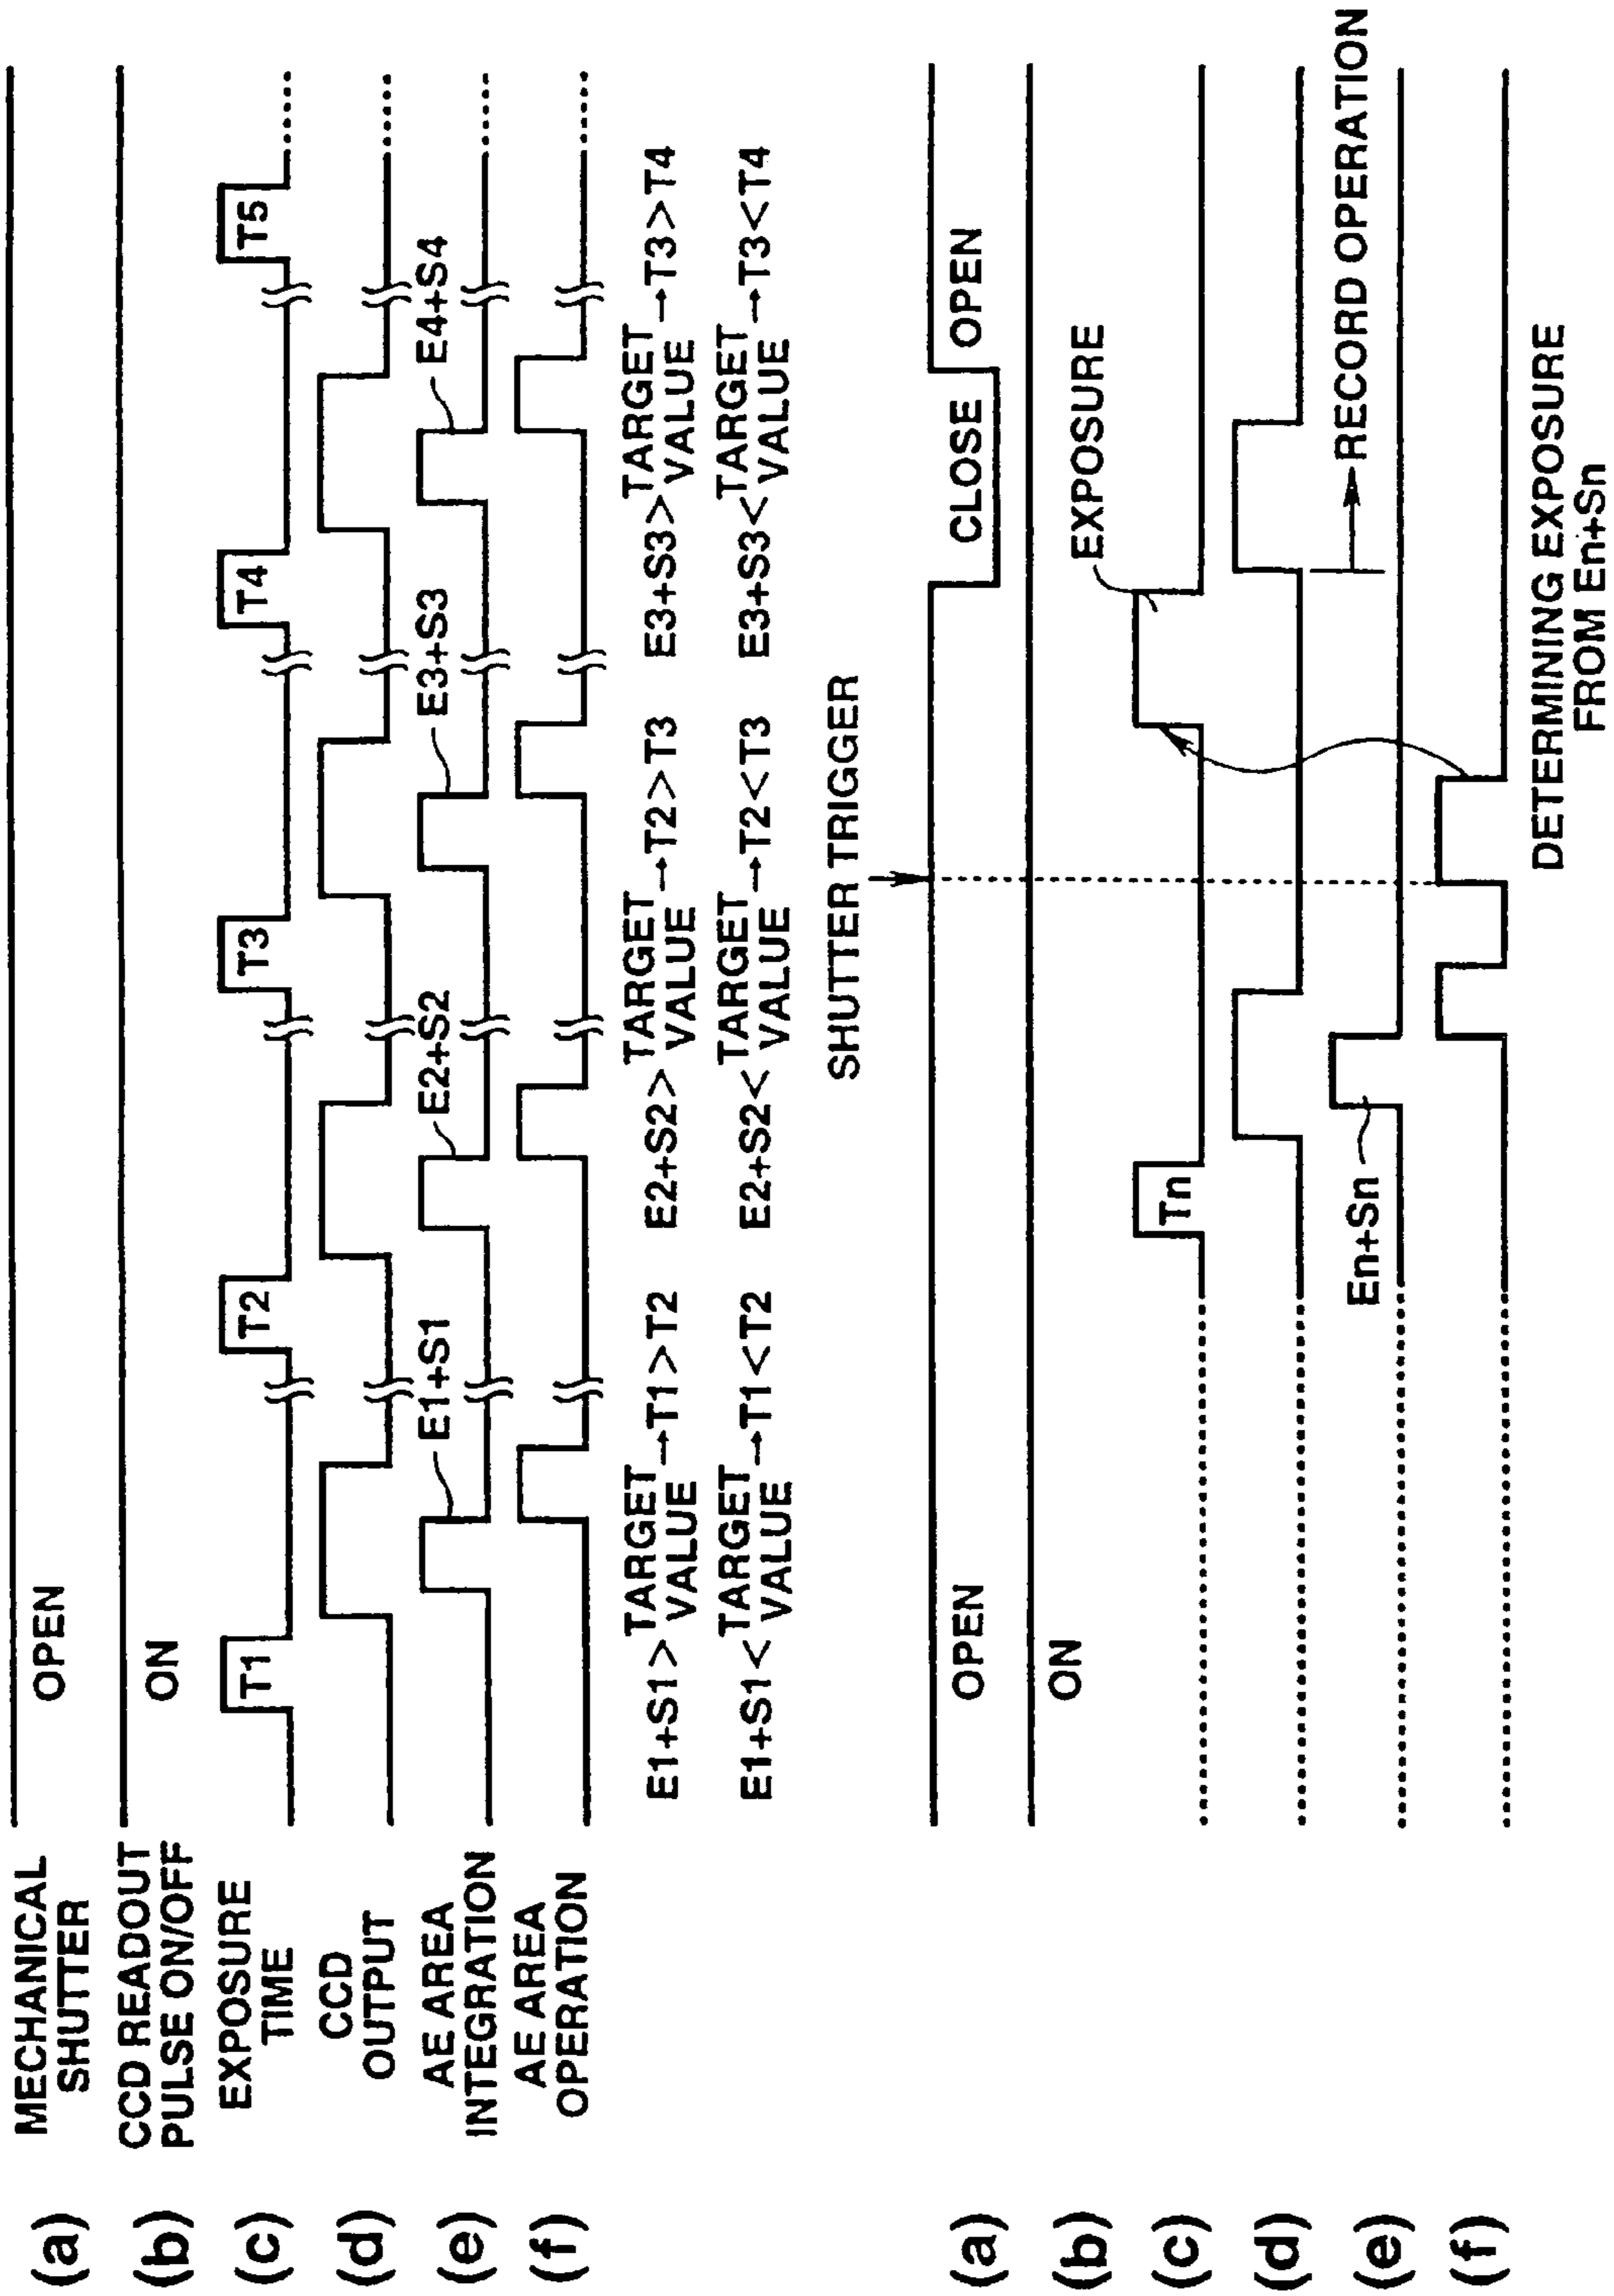 (a) MECHANICAL SHUTTER
OPEN
(b) CCD READOUT PULSE ON/OFF
ON
(c) EXPOSURE TIME
T1 T2 T3 T4 T5
(d) CCD OUTPUT
(e) AE AREA INTEGRATION
E1+S1 E2+S2 E3+S3 E4+S4
(f) AE AREA OPERATION
E1+S1>TARGET VALUE→T1>T2 E2+S2>TARGET VALUE→T2>T3 E3+S3>TARGET VALUE→T3>T4
E1+S1<TARGET VALUE→T1<T2 E2+S2<TARGET VALUE→T2<T3 E3+S3<TARGET VALUE→T3<T4
SHUTTER TRIGGER
(a) OPEN CLOSE OPEN
(b) ON
(c) Tn EXPOSURE
(d)
RECORD OPERATION
(e) En+Sn
(f)
DETERMINING EXPOSURE
FROM En+Sn